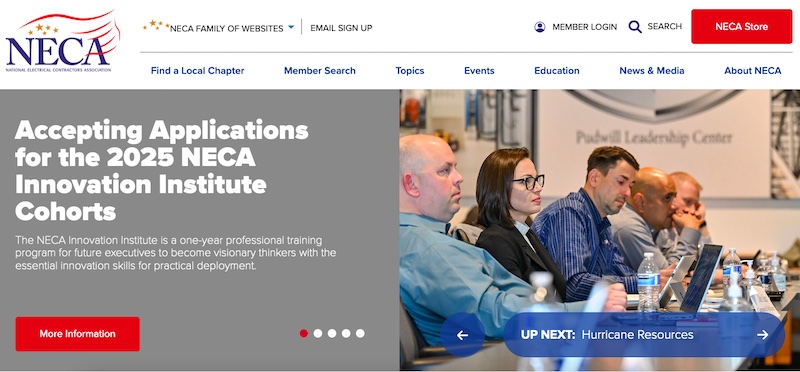 NECA
NATIONAL ELECTRICAL CONTRACTORS ASSOCIATION
NECA FAMILY OF WEBSITES
EMAIL SIGN UP
MEMBER LOGIN
SEARCH
NECA Store
Find a Local Chapter
Member Search
Topics
Events
Education
News & Media
About NECA
Accepting Applications
for the 2025 NECA
Innovation Institute
Cohorts
The NECA Innovation Institute is a one-year professional training
program for future executives to become visionary thinkers with the
essential innovation skills for practical deployment.
More Information
Pudwill Leadership Center
UP NEXT: Hurricane Resources